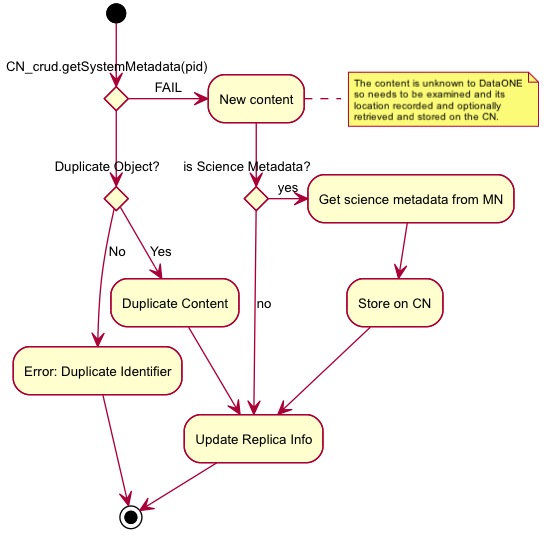 CN_crud.getSystemMetadata(pid)
FAIL
New content
The content is unknown to DataONE
so needs to be examined and its
location recorded and optionally
retrieved and stored on the CN.
Duplicate Object?
is Science Metadata?
yes
Get science metadata from MN
No
Yes
no
Duplicate Content
Store on CN
Error: Duplicate Identifier
Update Replica Info